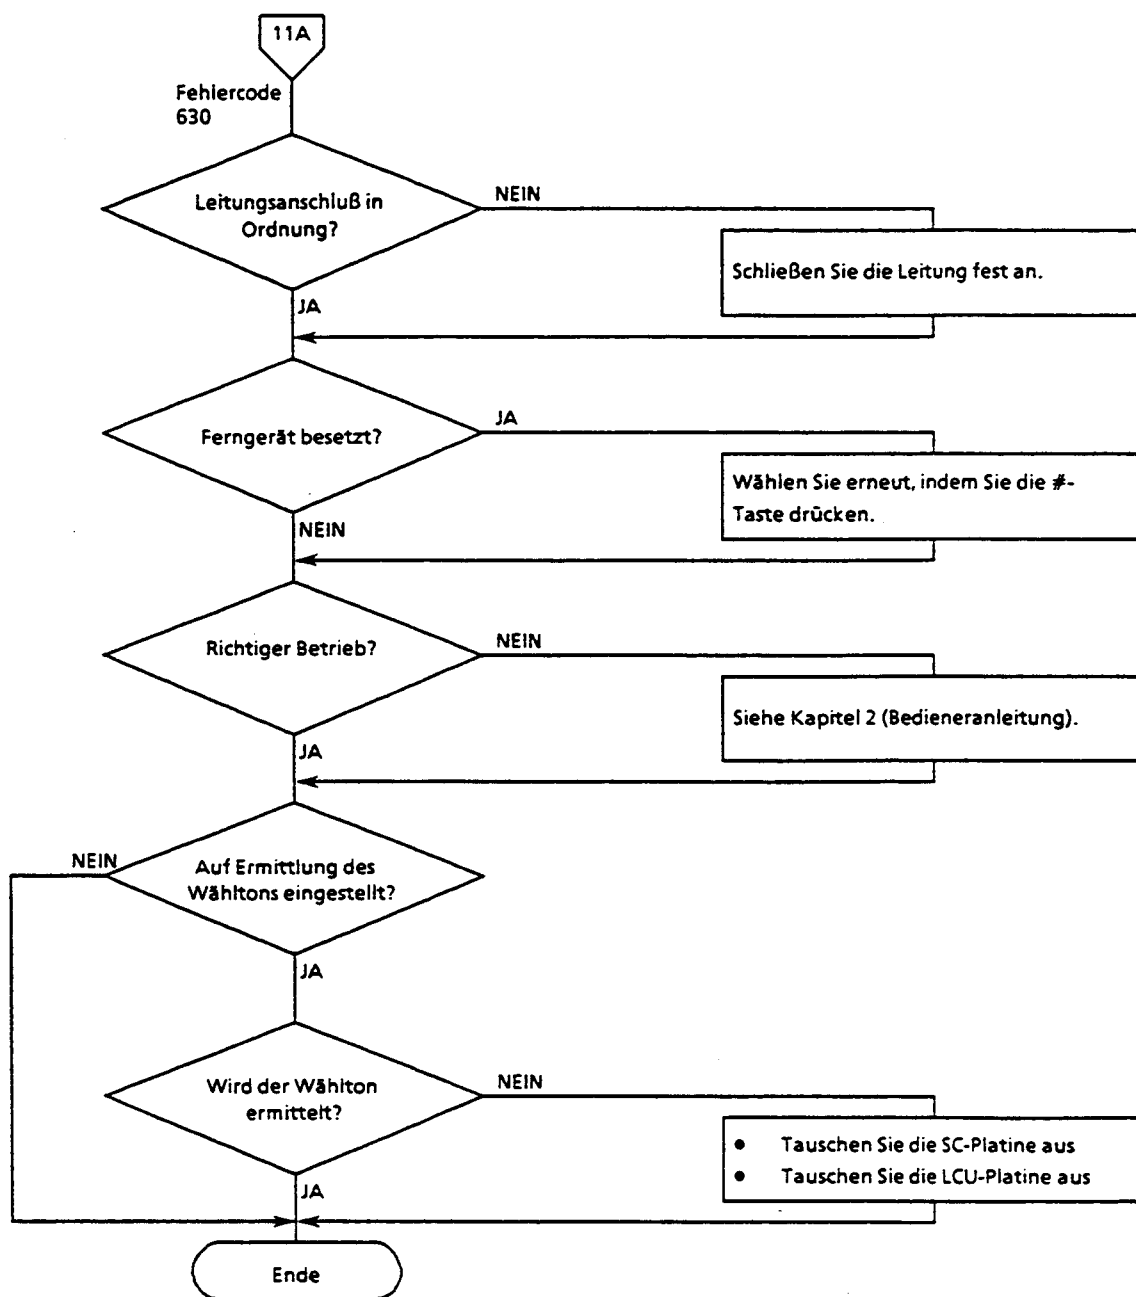 11A
Fehlercode
630
Leitungsanschluß in
Ordnung?
NEIN
Schließen Sie die Leitung fest an.
JA
Ferngerät besetzt?
JA
Wählen Sie erneut, indem Sie die #-
Taste drücken.
NEIN
Richtiger Betrieb?
NEIN
Siehe Kapitel 2 (Bedieneranleitung).
JA
NEIN
Auf Ermittlung des
Wähltons eingestellt?
JA
Wird der Wählton
ermittelt?
NEIN
• Tauschen Sie die SC-Platine aus
• Tauschen Sie die LCU-Platine aus
JA
Ende